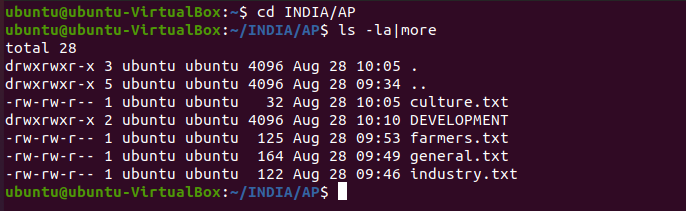 ubuntu@ubuntu-VirtualBox:~$ cd INDIA/AP
ubuntu@ubuntu-VirtualBox:~/INDIA/AP$ ls -la|more
total 28
drwxrwxr-x 3 ubuntu ubuntu 4096 Aug 28 10:05 .
drwxrwxr-x 5 ubuntu ubuntu 4096 Aug 28 09:34 ..
-rw-rw-r-- 1 ubuntu ubuntu   32 Aug 28 10:05 culture.txt
drwxrwxr-x 2 ubuntu ubuntu 4096 Aug 28 10:10 DEVELOPMENT
-rw-rw-r-- 1 ubuntu ubuntu  125 Aug 28 09:53 farmers.txt
-rw-rw-r-- 1 ubuntu ubuntu  164 Aug 28 09:49 general.txt
-rw-rw-r-- 1 ubuntu ubuntu  122 Aug 28 09:46 industry.txt
ubuntu@ubuntu-VirtualBox:~/INDIA/AP$